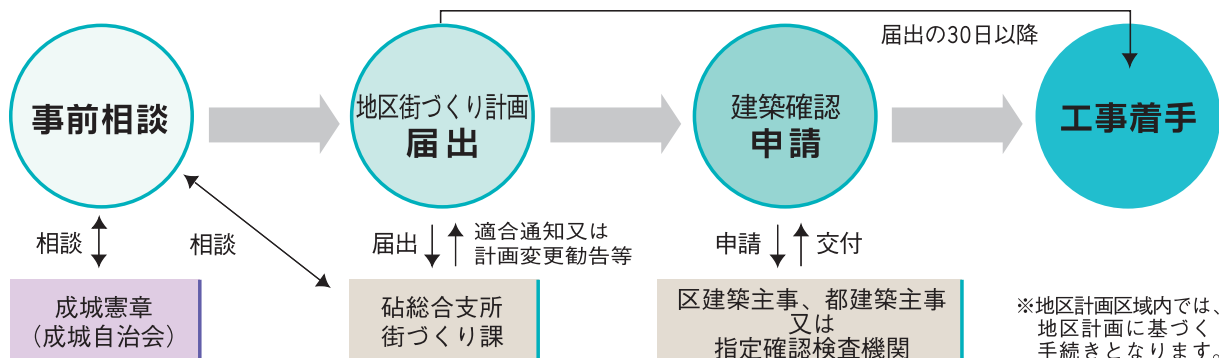 届出の30日以降
事前相談
地区街づくり計画
届出
建築確認
申請
工事着手
相談
相談
届出
適合通知又は
計画変更勧告等
申請
交付
成城憲章
（成城自治会）
砧総合支所
街づくり課
区建築主事、都建築主事
又は
指定確認検査機関
※地区計画区域内では、
地区計画に基づく
手続きとなります。